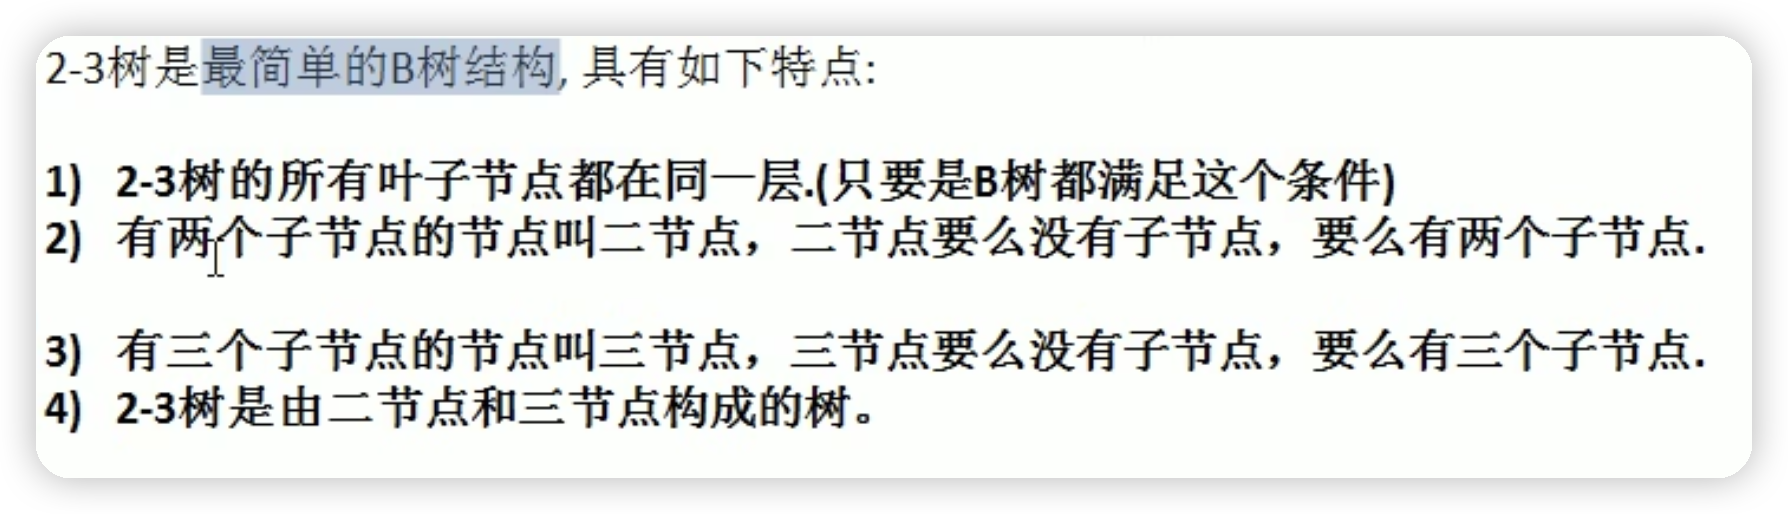 2-3树是最简单的B树结构, 具有如下特点:
1) 2-3树的所有叶子节点都在同一层.(只要是B树都满足这个条件)
2) 有两个子节点的节点叫二节点，二节点要么没有子节点，要么有两个子节点.
3) 有三个子节点的节点叫三节点，三节点要么没有子节点，要么有三个子节点.
4) 2-3树是由二节点和三节点构成的树。